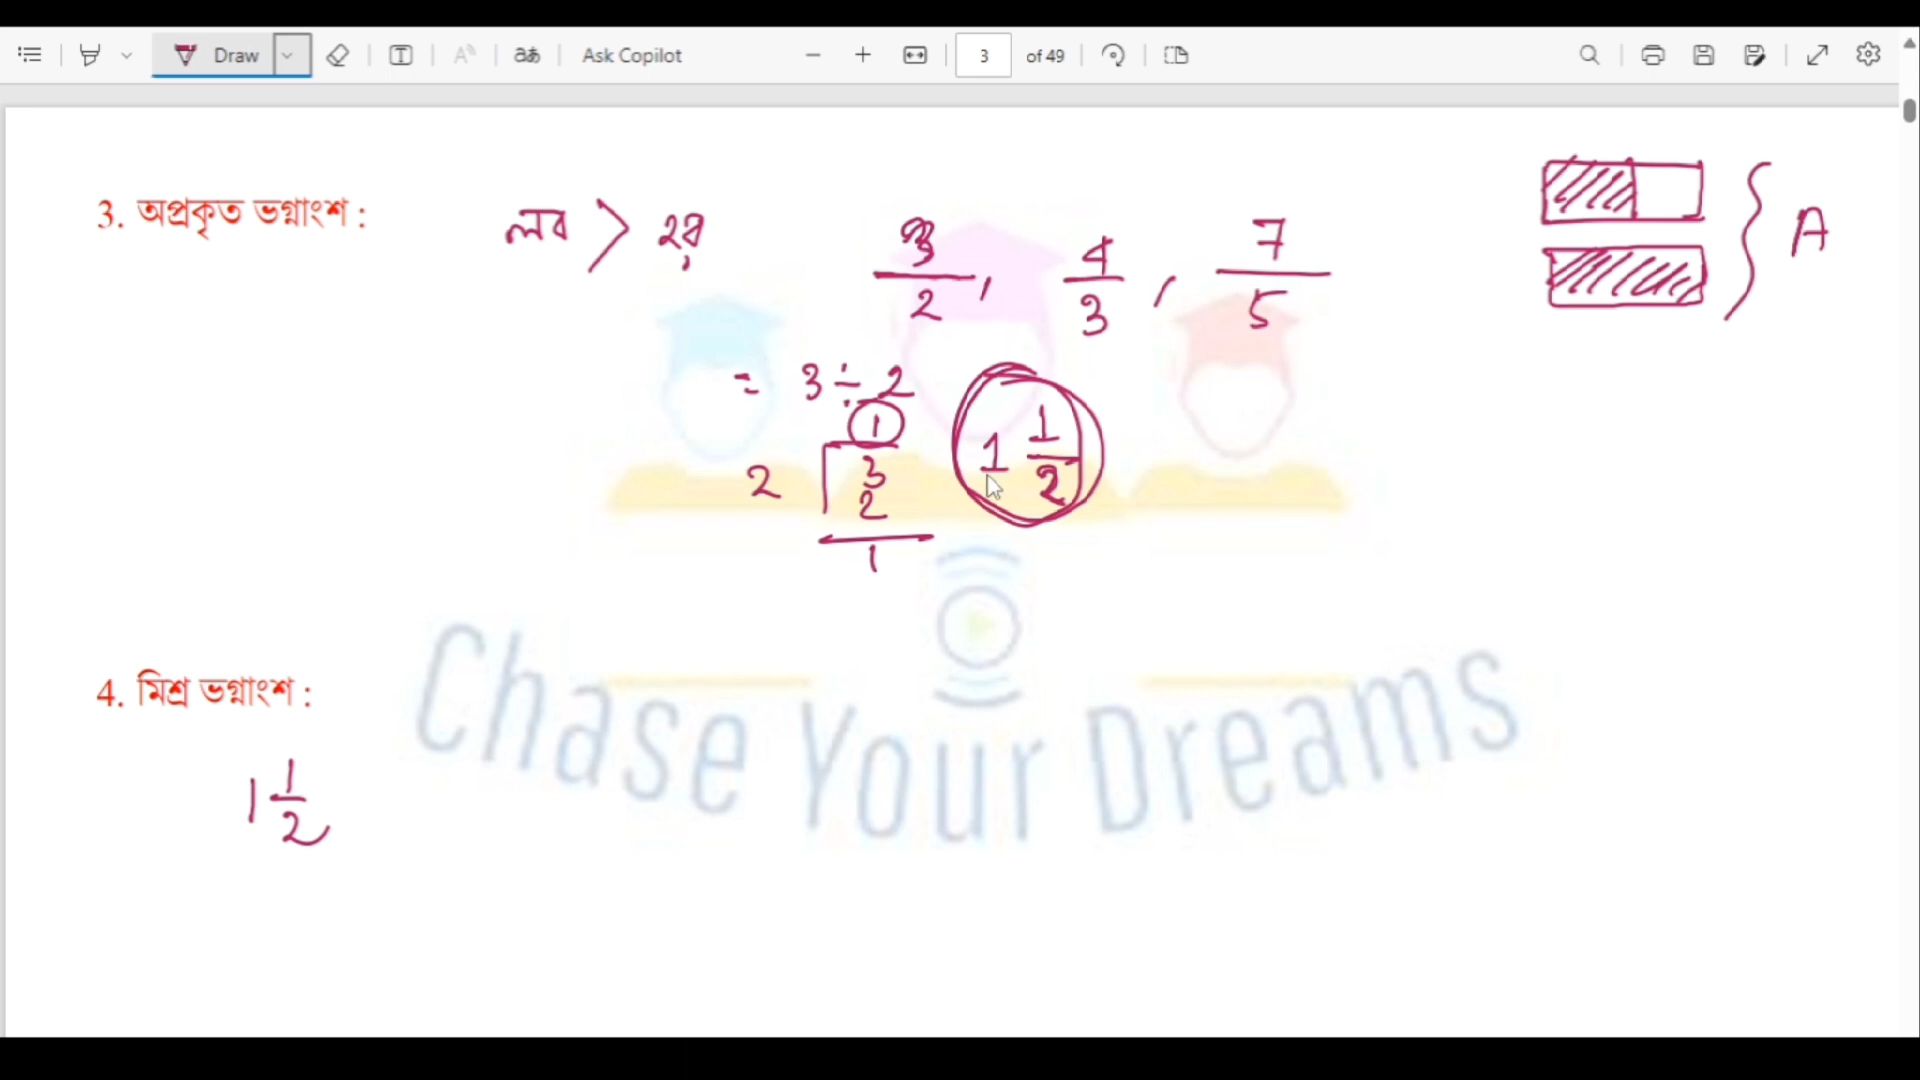 Draw Ask Copilot 3 of 49
3. অপ্রকৃত ভগ্নাংশ : লব > হর 3/2, 4/3, 7/5 A
= 3 ÷ 2
1
2 3 1 1/2
2
1
4. মিশ্র ভগ্নাংশ :
1 1/2
Chase Your Dreams